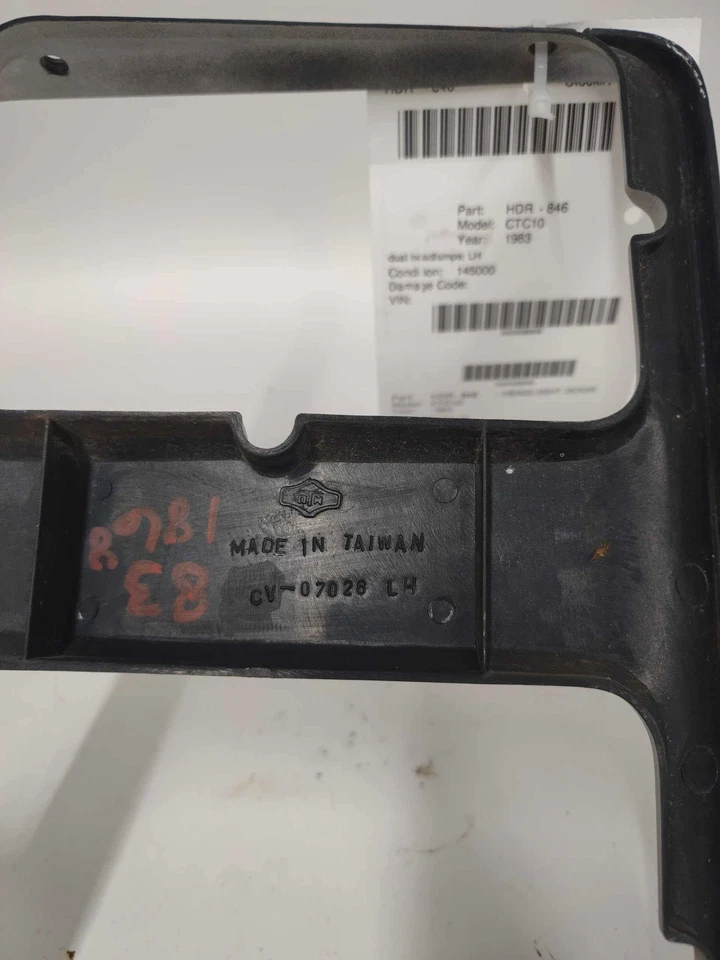 Part: HDR - 846
Model: CTC10
Year: 1983
dual headlamps; LH
Condition: 145000
Damage Code:
VIN:
MADE IN TAIWAN
CV-07026 LH
1868
83